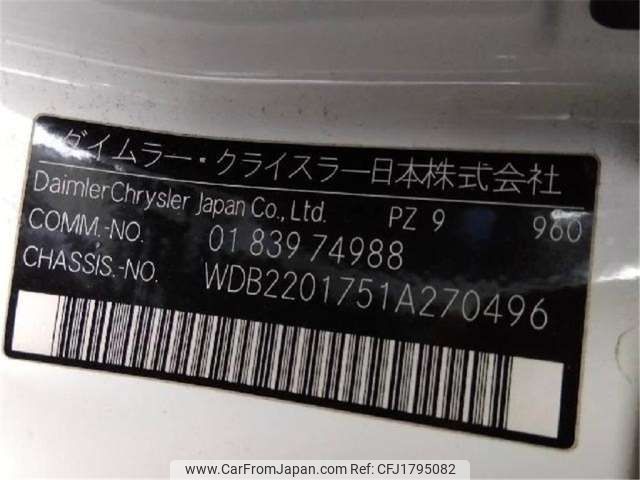 ダイムラー・クライスラー日本株式会社
DaimlerChrysler Japan Co., Ltd. PZ 9 960
COMM.-NO. 01 839 74988
CHASSIS.-NO. WDB2201751A270496
www.CarFromJapan.com CFJ1795082